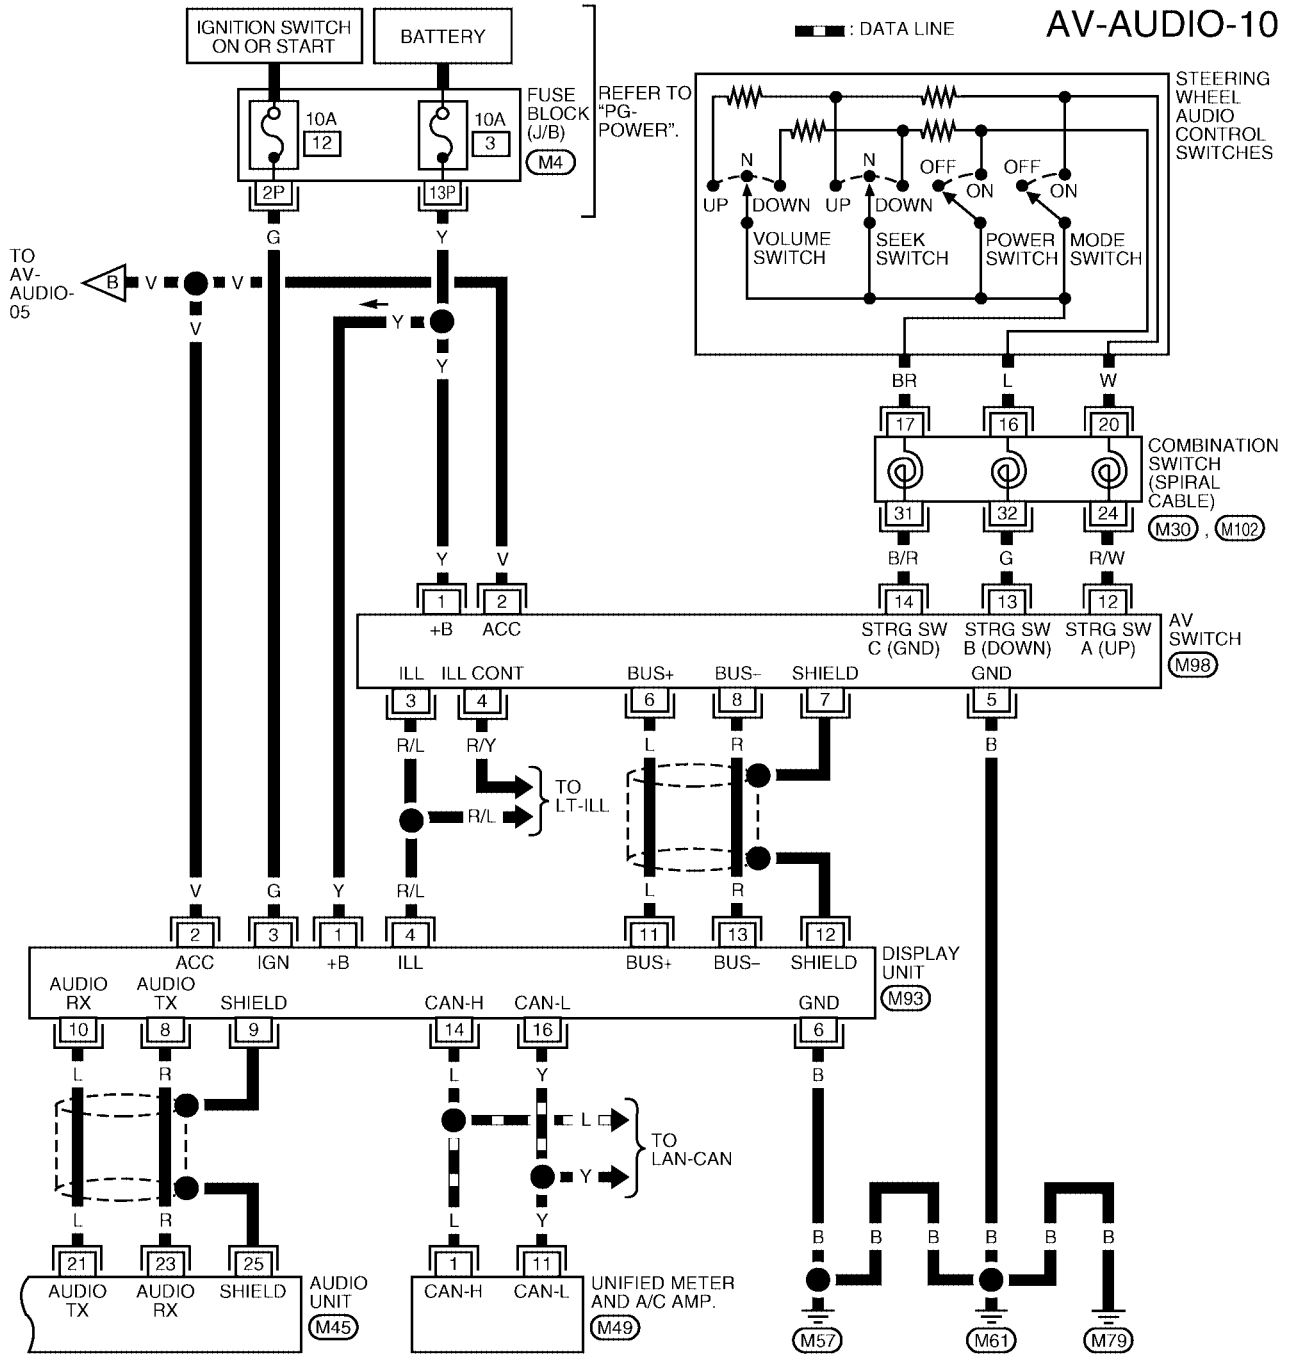 AV-AUDIO-10
: DATA LINE
IGNITION SWITCH
ON OR START
BATTERY
FUSE
BLOCK
(J/B)
M4
REFER TO
"PG-
POWER".
10A
12
10A
3
2P
13P
G
Y
STEERING
WHEEL
AUDIO
CONTROL
SWITCHES
N
N
OFF
ON
OFF
ON
UP
DOWN
UP
DOWN
VOLUME
SWITCH
SEEK
SWITCH
POWER
SWITCH
MODE
SWITCH
TO
AV-
AUDIO-
05
B
V
V
V
Y
Y
BR
L
W
17
16
20
COMBINATION
SWITCH
(SPIRAL
CABLE)
M30 , M102
31
32
24
B/R
G
R/W
Y
V
1
2
14
13
12
+B
ACC
STRG SW
C (GND)
STRG SW
B (DOWN)
STRG SW
A (UP)
AV
SWITCH
M98
ILL
ILL CONT
BUS+
BUS–
SHIELD
GND
3
4
6
8
7
5
R/L
R/Y
L
R
B
TO
LT-ILL
R/L
V
G
Y
R/L
L
R
2
3
1
4
11
13
12
ACC
IGN
+B
ILL
BUS+
BUS–
SHIELD
DISPLAY
UNIT
M93
AUDIO
RX
AUDIO
TX
SHIELD
CAN-H
CAN-L
GND
10
8
9
14
16
6
L
R
L
Y
B
L
Y
TO
LAN-CAN
L
R
L
Y
B
B
B
B
B
B
21
23
25
1
11
AUDIO
TX
AUDIO
RX
SHIELD
AUDIO
UNIT
M45
CAN-H
CAN-L
UNIFIED METER
AND A/C AMP.
M49
M57
M61
M79